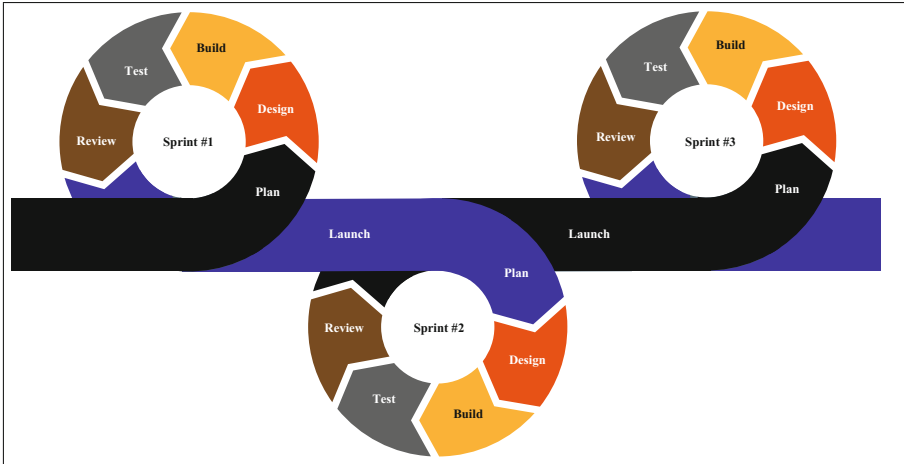 Build
Test
Design
Review
Sprint #1
Plan
Launch
Plan
Review
Sprint #2
Design
Test
Build
Launch
Build
Test
Design
Review
Sprint #3
Plan